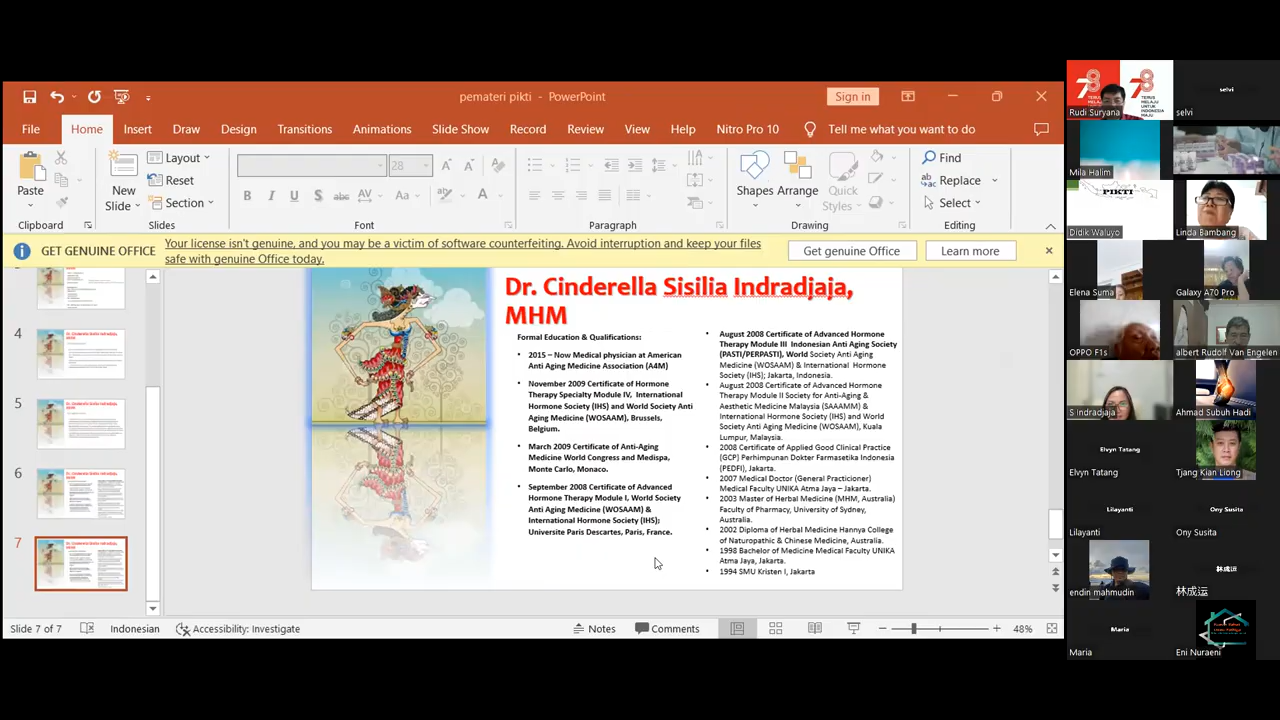 pematerі pikti - PowerPoint
Sign in
File Home Insert Draw Design Transitions Animations Slide Show Record Review View Help Nitro Pro 10 Tell me what you want to do
Paste
Clipboard
New
Slide
Layout
Reset
Section
Slides
28
B I U S abc AV
Aa
A
Font
Paragraph
Shapes Arrange Quick
Styles
Drawing
Find
Replace
Select
Editing
GET GENUINE OFFICE Your license isn't genuine, and you may be a victim of software counterfeiting. Avoid interruption and keep your files
safe with genuine Office today.
Get genuine Office
Learn more
4
5
6
7
Dr. Cinderella Sisilia Indradjaja,
MHM
Formal Education & Qualifications:
• 2015 – Now Medical physician at American
Anti Aging Medicine Association (A4M)
• November 2009 Certificate of Hormone
Therapy Specialty Module IV, International
Hormone Society (IHS) and World Society Anti
Aging Medicine (WOSAAM), Brussels,
Belgium.
• March 2009 Certificate of Anti-Aging
Medicine World Congress and Medispa,
Monte Carlo, Monaco.
• September 2008 Certificate of Advanced
Hormone Therapy Module I, World Society
Anti Aging Medicine (WOSAAM) &
International Hormone Society (IHS);
Universite Paris Descartes, Paris, France.
• August 2008 Certificate of Advanced Hormone
Therapy Module III Indonesian Anti Aging Society
(PASTI/PERPASTI), World Society Anti Aging
Medicine (WOSAAM) & International Hormone
Society (IHS); Jakarta, Indonesia.
• August 2008 Certificate of Advanced Hormone
Therapy Module II Society for Anti-Aging &
Aesthetic Medicine Malaysia (SAAAMM) &
International Hormone Society (IHS) and World
Society Anti Aging Medicine (WOSAAM), Kuala
Lumpur, Malaysia.
• 2008 Certificate of Applied Good Clinical Practice
(GCP) Perhimpunan Dokter Farmasetika Indonesia
(PEDFI), Jakarta.
• 2007 Medical Doctor (General Practicioner)
Medical Faculty UNIKA Atma Jaya – Jakarta.
• 2003 Master of Herbal Medicine (MHM, Australia)
Faculty of Pharmacy, University of Sydney,
Australia.
• 2002 Diploma of Herbal Medicine Hannya College
of Naturopathic & Chinese Medicine, Australia.
• 1998 Bachelor of Medicine Medical Faculty UNIKA
Atma Jaya, Jakarta.
• 1994 SMU Kristen I, Jakarta
Slide 7 of 7
Indonesian
Accessibility: Investigate
Notes
Comments
48%
78 78
TERUS
MELAJU
UNTUK
INDONESIA
MAJU
Rudi Suryana
selvi
selvi
Mila Halim
PIKTI
Didik Waluyo
Linda Bambang
Elena Suma
Galaxy A70 Pro
OPPO F1s
albert Rudolf Van Engelen
S Indradjaja
Ahmad Subuh Hadi
Elvyn Tatang
Elvyn Tatang
Tjang Kian Liong
Lilayanti
Lilayanti
Ony Susita
Ony Susita
endin mahmudin
林成运
林成运
Maria
Maria
Eni Nuraeni